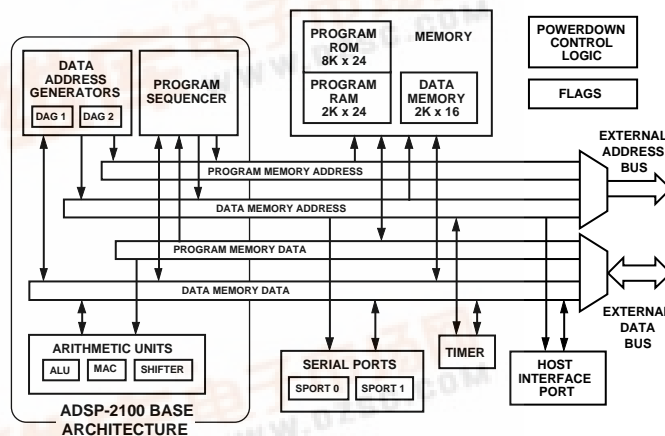 DATA
ADDRESS
GENERATORS
DAG 1
DAG 2
PROGRAM
SEQUENCER
PROGRAM
ROM
8K x 24
PROGRAM
RAM
2K x 24
MEMORY
DATA
MEMORY
2K x 16
POWERDOWN
CONTROL
LOGIC
FLAGS
EXTERNAL
ADDRESS
BUS
PROGRAM MEMORY ADDRESS
DATA MEMORY ADDRESS
PROGRAM MEMORY DATA
DATA MEMORY DATA
EXTERNAL
DATA
BUS
ARITHMETIC UNITS
ALU
MAC
SHIFTER
SERIAL PORTS
SPORT 0
SPORT 1
TIMER
HOST
INTERFACE
PORT
ADSP-2100 BASE
ARCHITECTURE
WWW.DZSC.COM